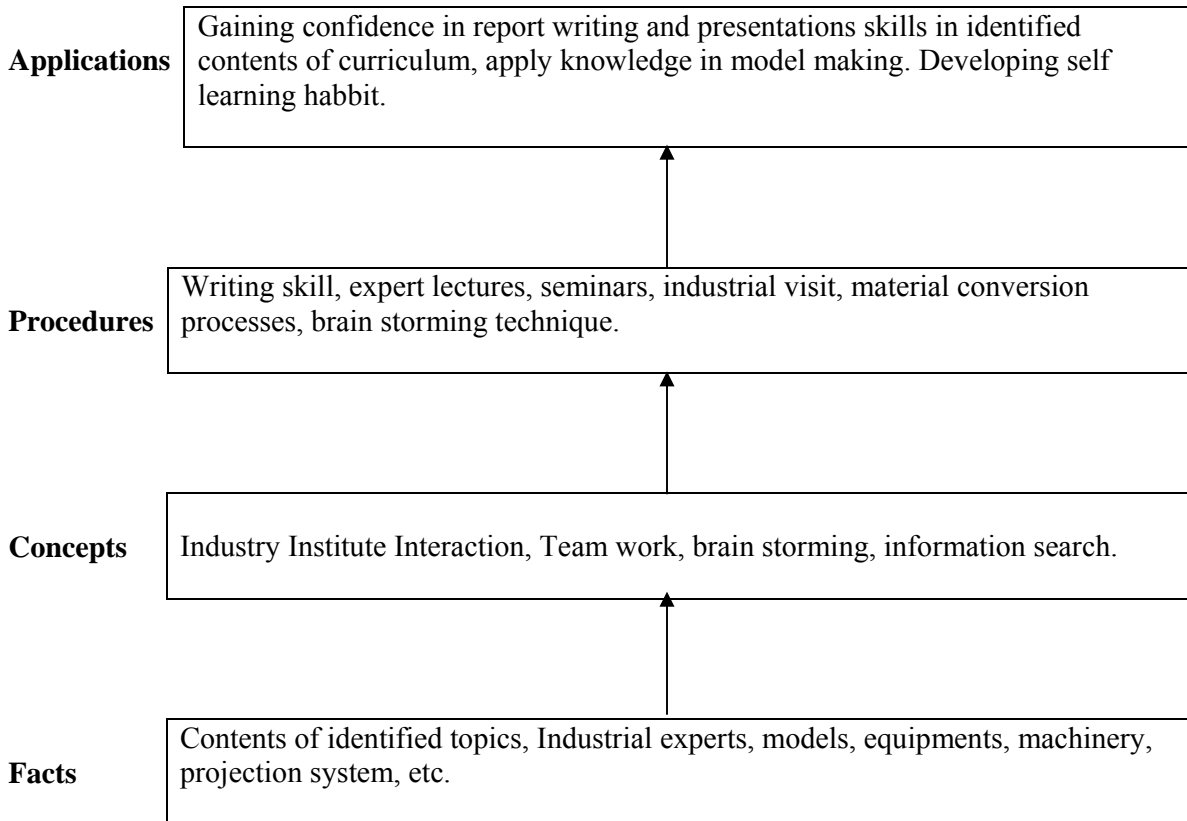 Applications
Gaining confidence in report writing and presentations skills in identified
contents of curriculum, apply knowledge in model making. Developing self
learning habbit.
Procedures
Writing skill, expert lectures, seminars, industrial visit, material conversion
processes, brain storming technique.
Concepts
Industry Institute Interaction, Team work, brain storming, information search.
Facts
Contents of identified topics, Industrial experts, models, equipments, machinery,
projection system, etc.